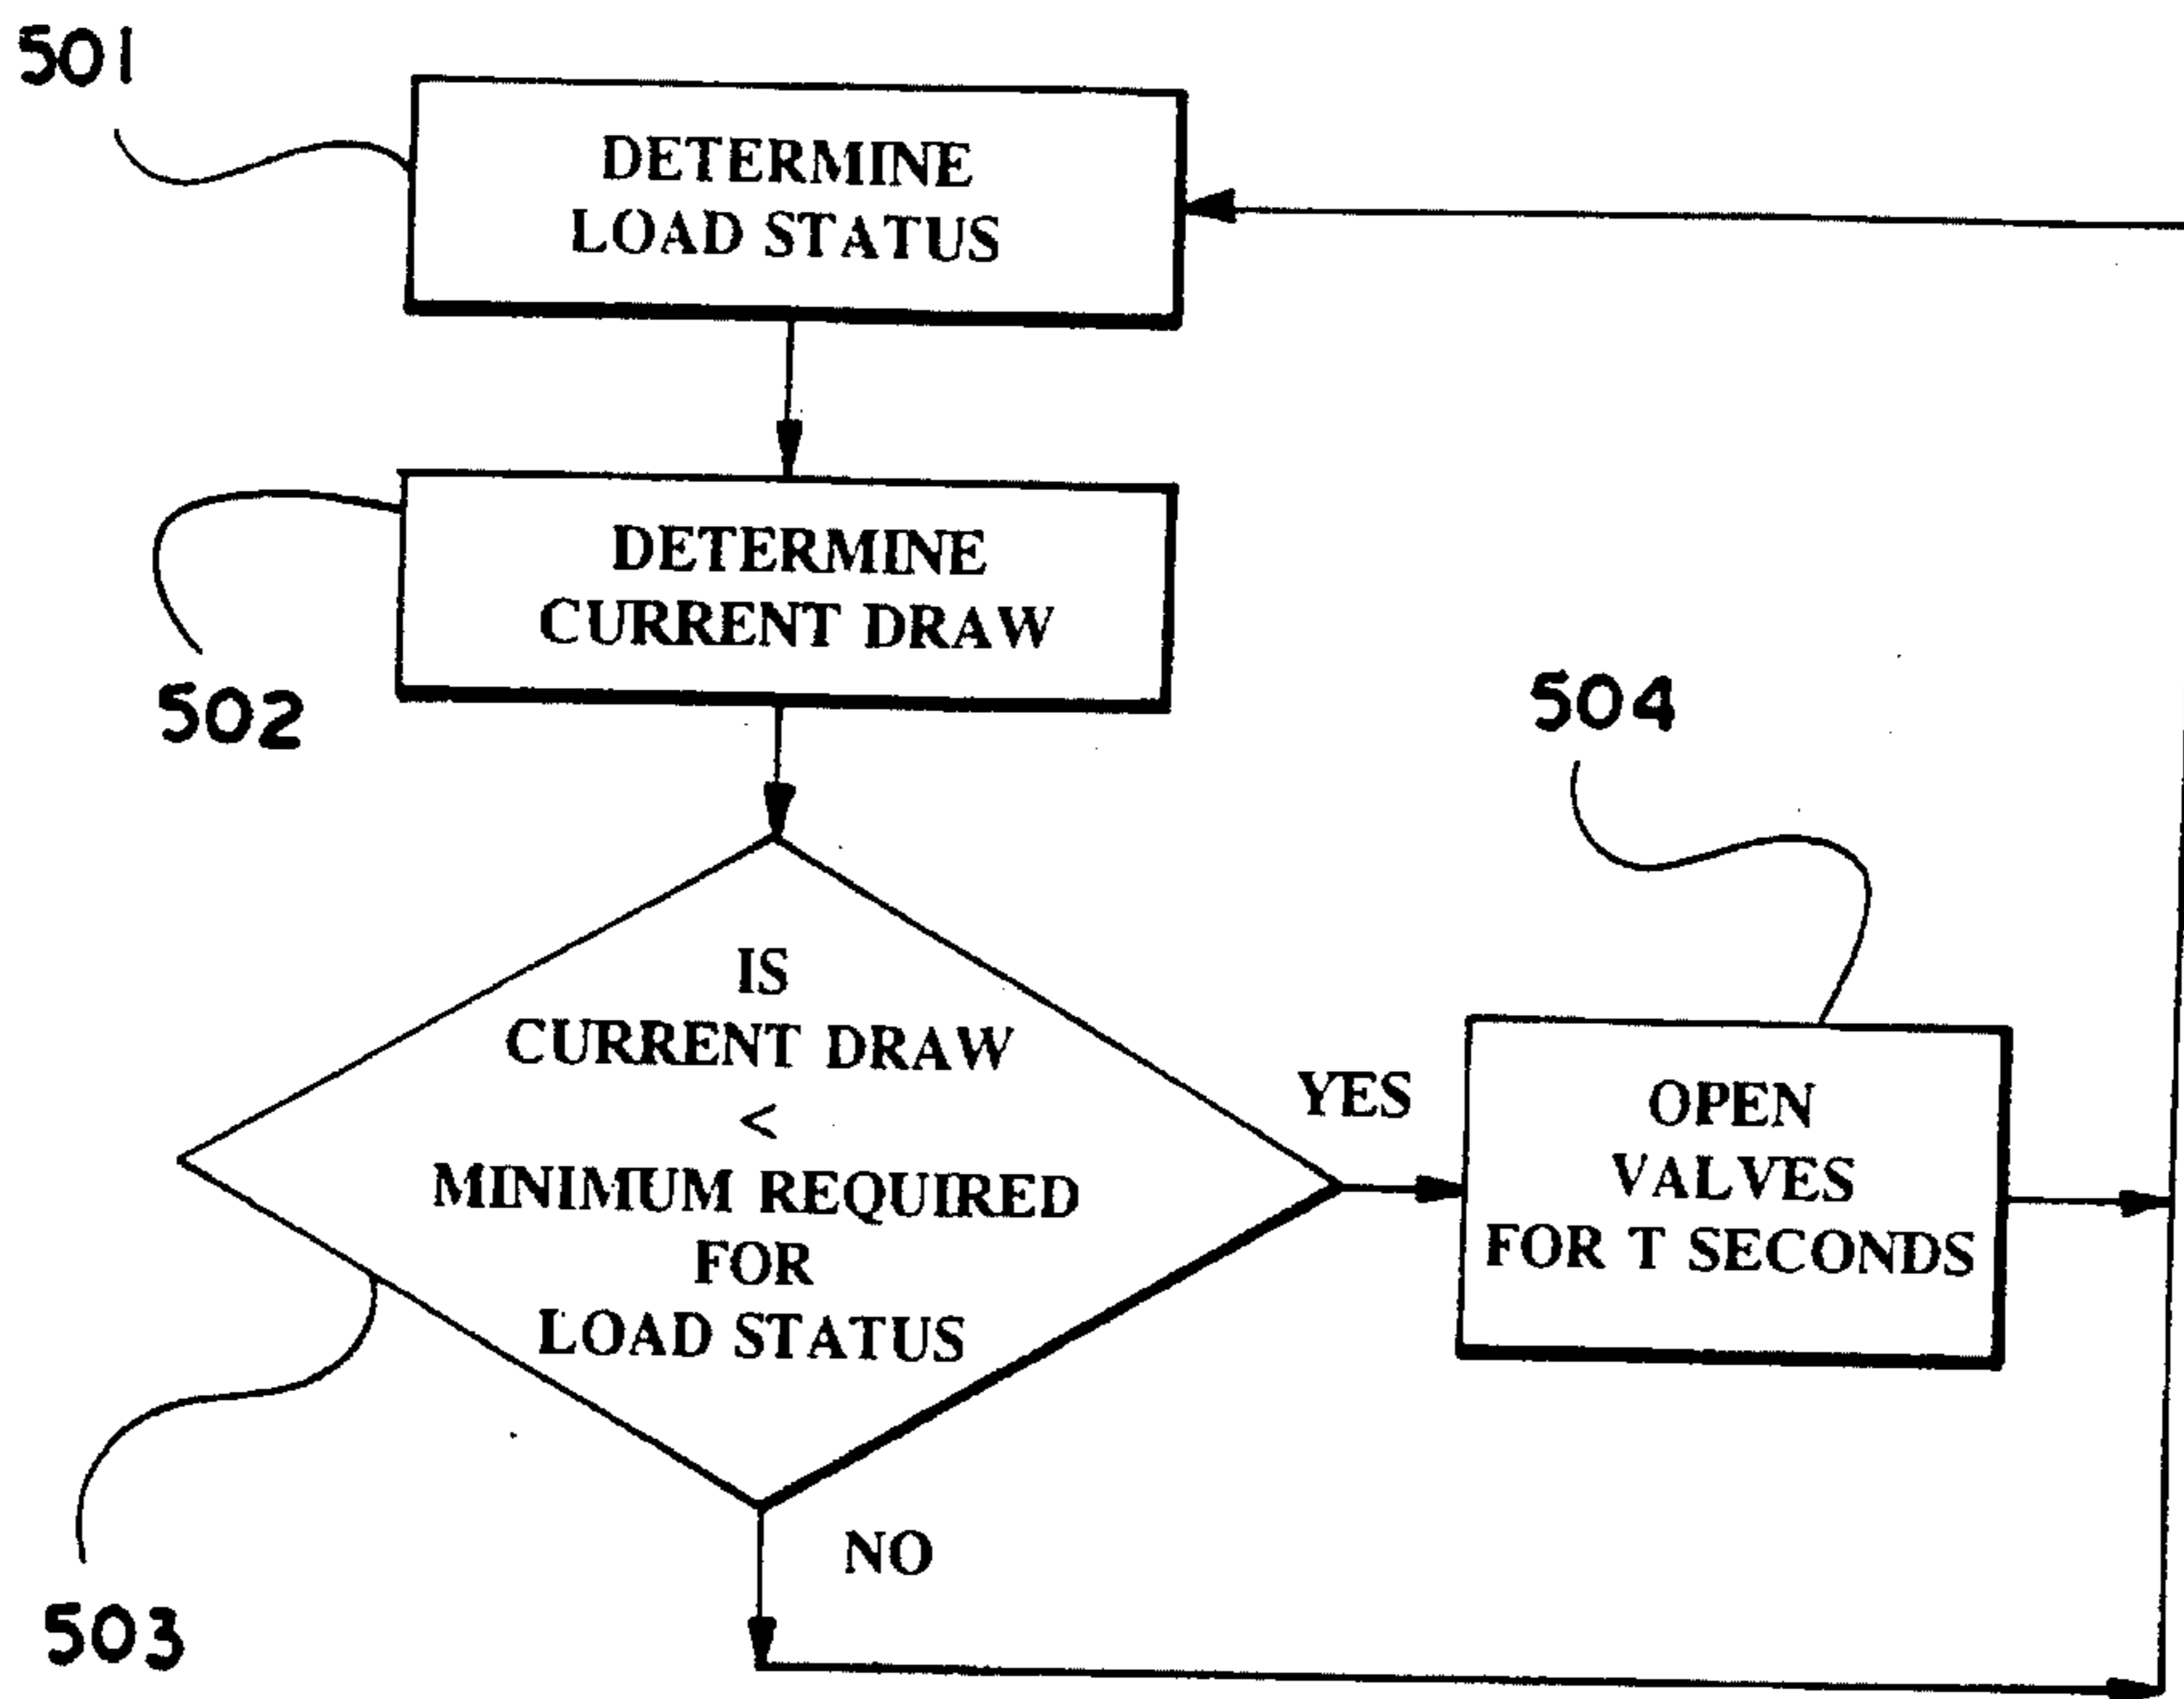 501
DETERMINE
LOAD STATUS
DETERMINE
CURRENT DRAW
502
504
IS
CURRENT DRAW
<
MINIMUM REQUIRED
FOR
LOAD STATUS
YES
OPEN
VALVES
FOR T SECONDS
NO
503